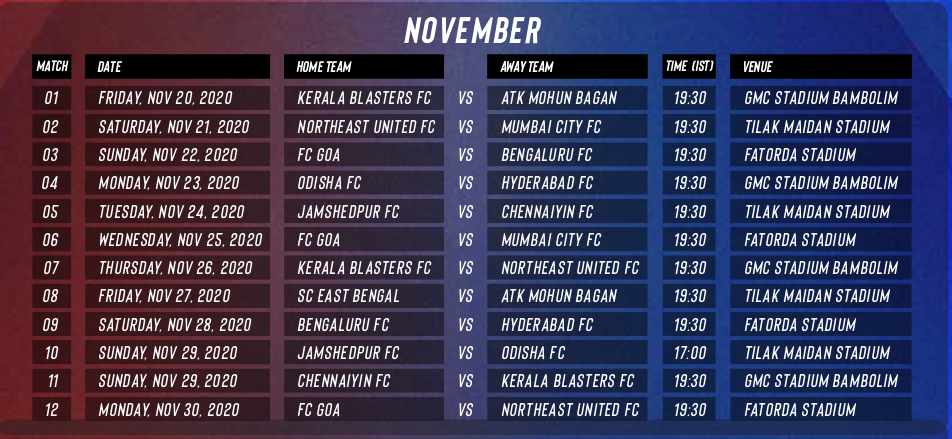 NOVEMBER
MATCH DATE HOME TEAM AWAY TEAM TIME (IST) VENUE
01 FRIDAY, NOV 20, 2020 KERALA BLASTERS FC VS ATK MOHUN BAGAN 19:30 GMC STADIUM BAMBOLIM
02 SATURDAY, NOV 21, 2020 NORTHEAST UNITED FC VS MUMBAI CITY FC 19:30 TILAK MAIDAN STADIUM
03 SUNDAY, NOV 22, 2020 FC GOA VS BENGALURU FC 19:30 FATORDA STADIUM
04 MONDAY, NOV 23, 2020 ODISHA FC VS HYDERABAD FC 19:30 GMC STADIUM BAMBOLIM
05 TUESDAY, NOV 24, 2020 JAMSHEDPUR FC VS CHENNAIYIN FC 19:30 TILAK MAIDAN STADIUM
06 WEDNESDAY, NOV 25, 2020 FC GOA VS MUMBAI CITY FC 19:30 FATORDA STADIUM
07 THURSDAY, NOV 26, 2020 KERALA BLASTERS FC VS NORTHEAST UNITED FC 19:30 GMC STADIUM BAMBOLIM
08 FRIDAY, NOV 27, 2020 SC EAST BENGAL VS ATK MOHUN BAGAN 19:30 TILAK MAIDAN STADIUM
09 SATURDAY, NOV 28, 2020 BENGALURU FC VS HYDERABAD FC 19:30 FATORDA STADIUM
10 SUNDAY, NOV 29, 2020 JAMSHEDPUR FC VS ODISHA FC 17:00 TILAK MAIDAN STADIUM
11 SUNDAY, NOV 29, 2020 CHENNAIYIN FC VS KERALA BLASTERS FC 19:30 GMC STADIUM BAMBOLIM
12 MONDAY, NOV 30, 2020 FC GOA VS NORTHEAST UNITED FC 19:30 FATORDA STADIUM